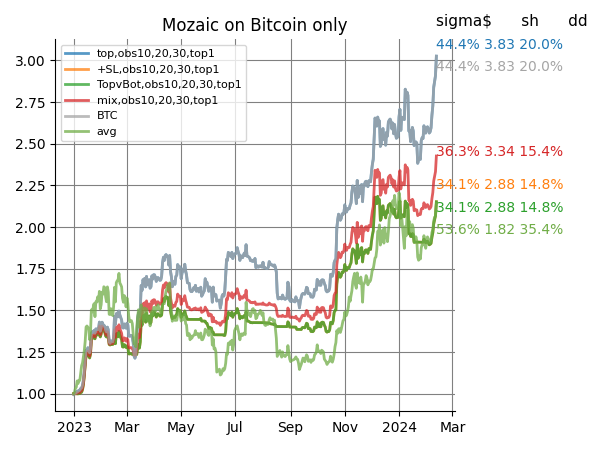 Mozaic on Bitcoin only
sigma$ sh dd
top,obs10,20,30,top1
+SL,obs10,20,30,top1
TopvBot,obs10,20,30,top1
mix,obs10,20,30,top1
BTC
avg
44.4% 3.83 20.0%
44.4% 3.83 20.0%
36.3% 3.34 15.4%
34.1% 2.88 14.8%
34.1% 2.88 14.8%
53.6% 1.82 35.4%
3.00
2.75
2.50
2.25
2.00
1.75
1.50
1.25
1.00
2023 Mar May Jul Sep Nov 2024 Mar